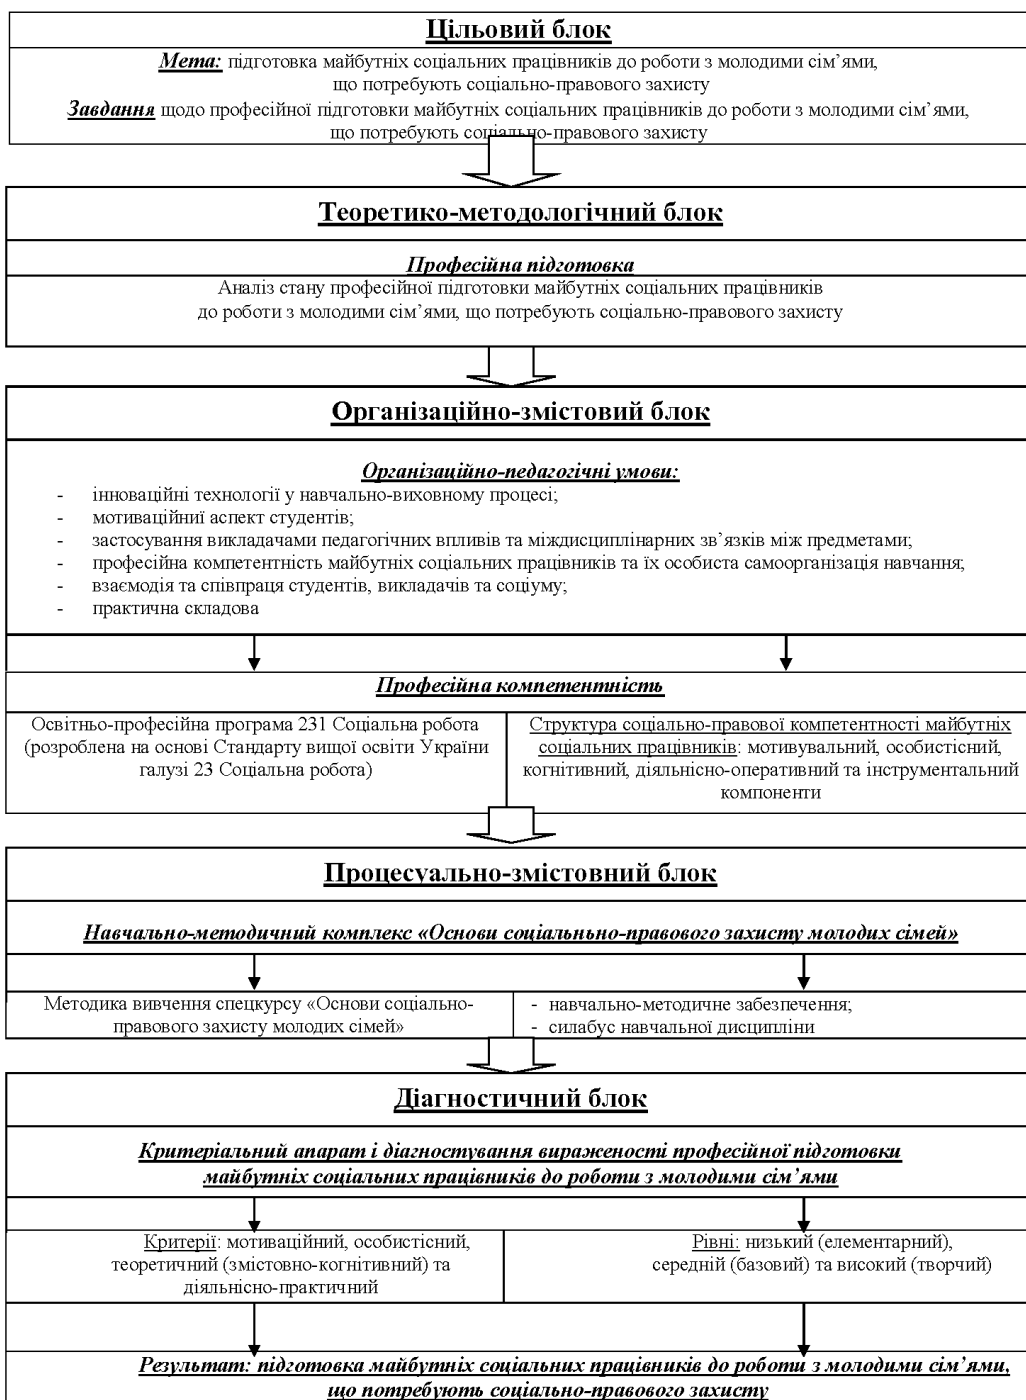 Цільовий блок
Мета: підготовка майбутніх соціальних працівників до роботи з молодими сім’ями,
що потребують соціально-правового захисту
Завдання щодо професійної підготовки майбутніх соціальних працівників до роботи з молодими сім’ями,
що потребують соціально-правового захисту
Теоретико-методологічний блок
Професійна підготовка
Аналіз стану професійної підготовки майбутніх соціальних працівників
до роботи з молодими сім’ями, що потребують соціально-правового захисту
Організаційно-змістовий блок
Організаційно-педагогічні умови:
- інноваційні технології у навчально-виховному процесі;
- мотиваційний аспект студентів;
- застосування викладачами педагогічних впливів та міждисциплінарних зв’язків між предметами;
- професійна компетентність майбутніх соціальних працівників та їх особиста самоорганізація навчання;
- взаємодія та співпраця студентів, викладачів та соціуму;
- практична складова
Професійна компетентність
Освітньо-професійна програма 231 Соціальна робота
(розроблена на основі Стандарту вищої освіти України
галузі 23 Соціальна робота)
Структура соціально-правової компетентності майбутніх
соціальних працівників: мотивувальний, особистісний,
когнітивний, діяльнісно-оперативний та інструментальний
компоненти
Процесуально-змістовний блок
Навчально-методичний комплекс «Основи соціальньно-правового захисту молодих сімей»
Методика вивчення спецкурсу «Основи соціально-
правового захисту молодих сімей»
- навчально-методичне забезпечення;
- силабус навчальної дисципліни
Діагностичний блок
Критеріальний апарат і діагностування вираженості професійної підготовки
майбутніх соціальних працівників до роботи з молодими сім’ями
Критерії: мотиваційний, особистісний,
теоретичний (змістовно-когнітивний) та
діяльнісно-практичний
Рівні: низький (елементарний),
середній (базовий) та високий (творчий)
Результат: підготовка майбутніх соціальних працівників до роботи з молодими сім’ями,
що потребують соціально-правового захисту